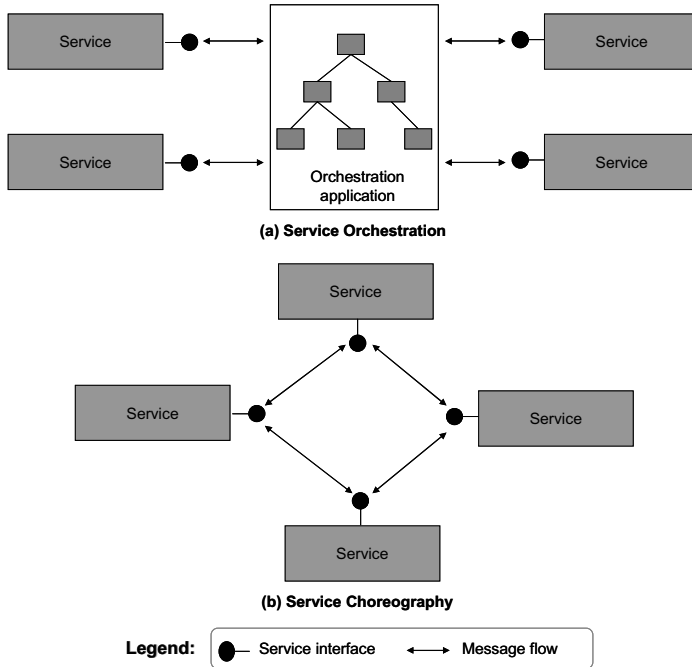 Service
Service
Service
Service
Orchestration
application
(a) Service Orchestration
Service
Service
Service
Service
(b) Service Choreography
Legend:
Service interface
Message flow